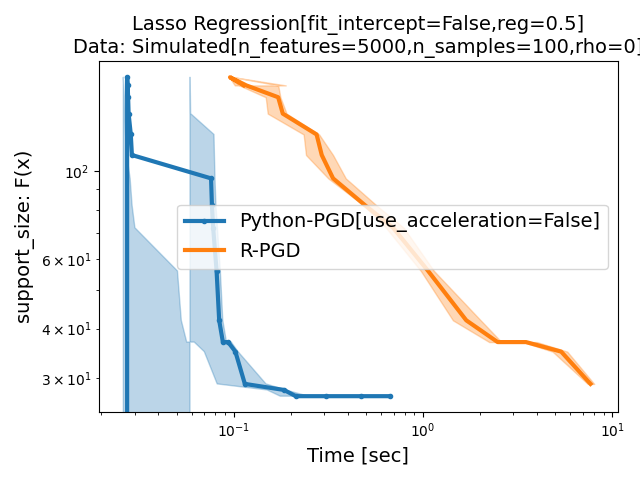 Lasso Regression[fit_intercept=False,reg=0.5]
Data: Simulated[n_features=5000,n_samples=100,rho=0]
support_size: F(x)
10²
6 × 10¹
4 × 10¹
3 × 10¹
Python-PGD[use_acceleration=False]
R-PGD
10⁻¹ 10⁰ 10¹
Time [sec]